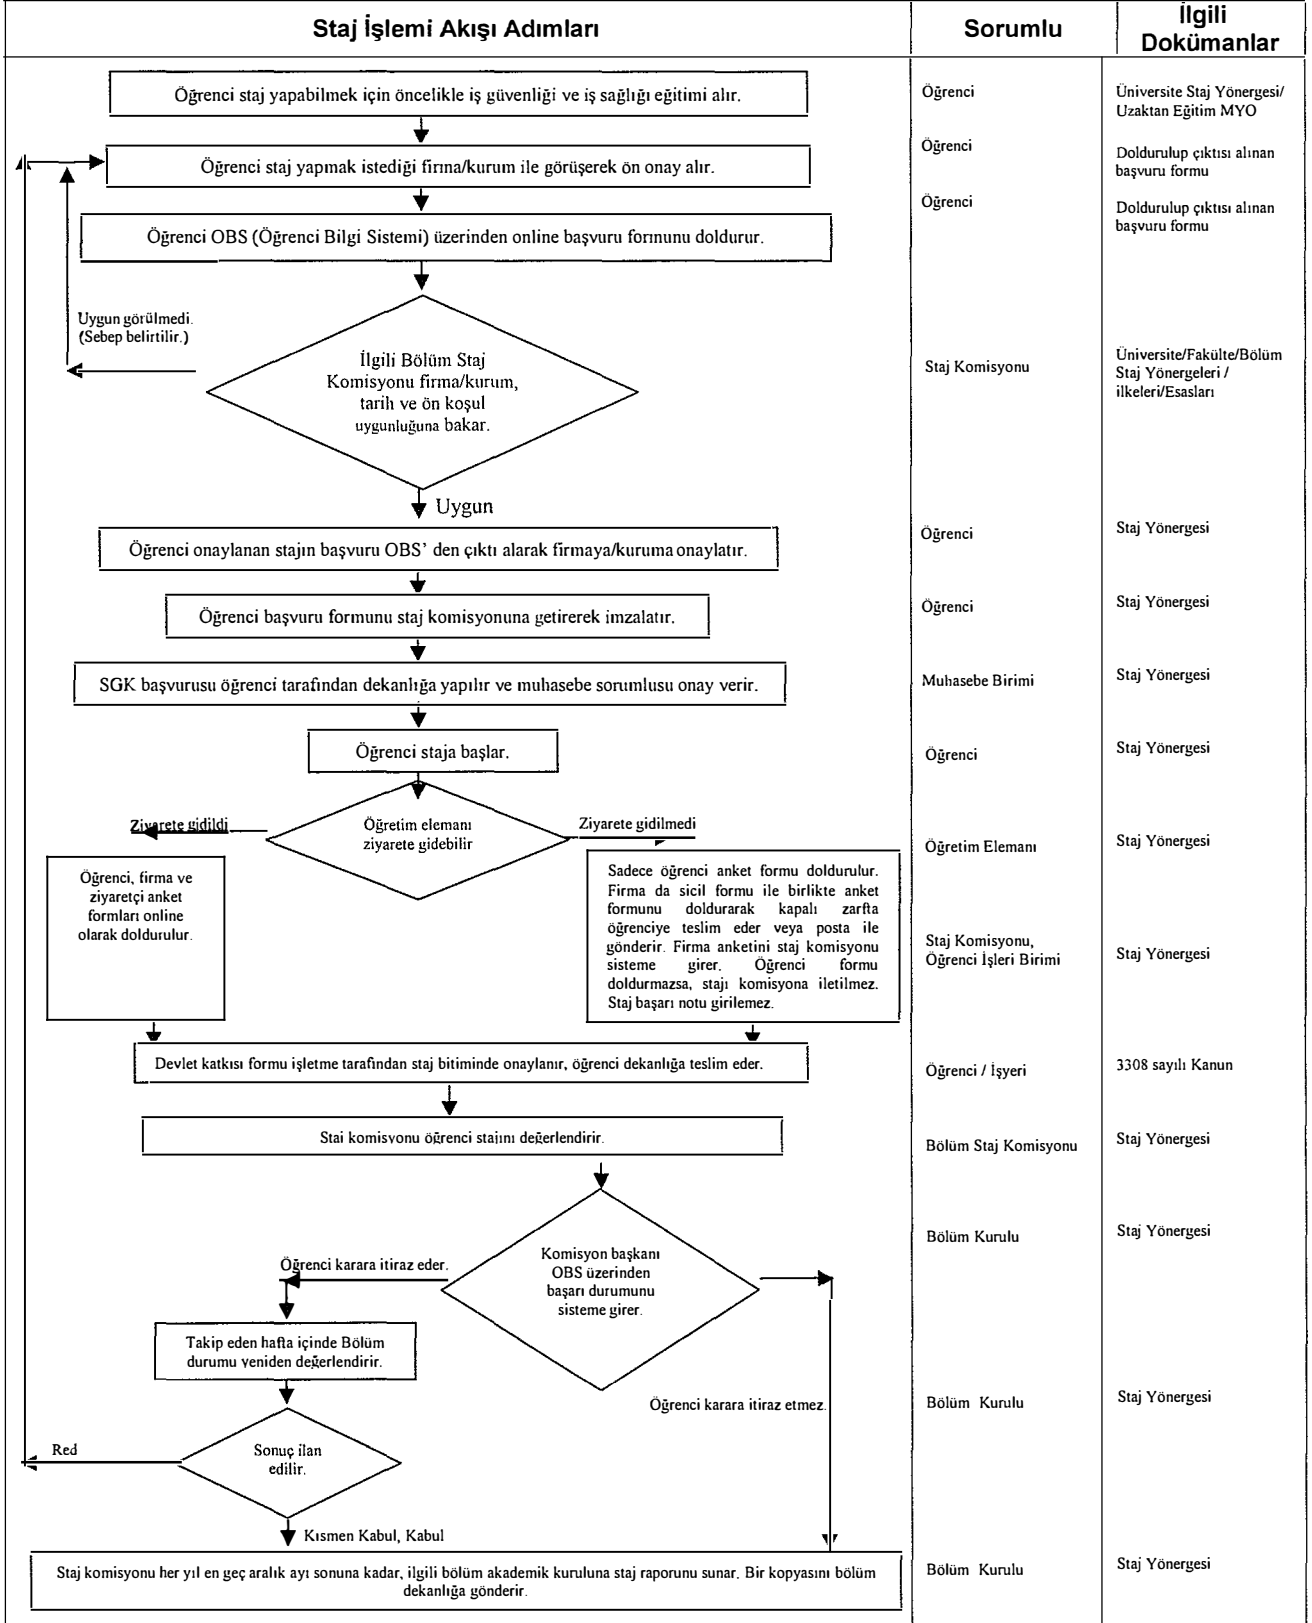 Staj İşlemi Akışı Adımları
Sorumlu
İlgili
Dokümanlar
Öğrenci staj yapabilmek için öncelikle iş güvenliği ve iş sağlığı eğitimi alır.
Öğrenci
Üniversite Staj Yönergesi/
Uzaktan Eğitim MYO
Öğrenci staj yapmak istediği firma/kurum ile görüşerek ön onay alır.
Öğrenci
Doldurulup çıktısı alınan
başvuru formu
Öğrenci OBS (Öğrenci Bilgi Sistemi) üzerinden online başvuru formunu doldurur.
Öğrenci
Doldurulup çıktısı alınan
başvuru formu
Uygun görülmedi.
(Sebep belirtilir.)
İlgili Bölüm Staj
Komisyonu firma/kurum,
tarih ve ön koşul
uygunluğuna bakar.
Staj Komisyonu
Üniversite/Fakülte/Bölüm
Staj Yönergeleri /
ilkeleri/Esasları
Uygun
Öğrenci onaylanan stajın başvuru OBS' den çıktı alarak firmaya/kuruma onaylatır.
Öğrenci
Staj Yönergesi
Öğrenci başvuru formunu staj komisyonuna getirerek imzalatır.
Öğrenci
Staj Yönergesi
SGK başvurusu öğrenci tarafından dekanlığa yapılır ve muhasebe sorumlusu onay verir.
Muhasebe Birimi
Staj Yönergesi
Öğrenci staja başlar.
Öğrenci
Staj Yönergesi
Ziyarete gidildi
Öğretim elemanı
ziyarete gidebilir
Ziyarete gidilmedi
Öğretim Elemanı
Staj Yönergesi
Öğrenci, firma ve
ziyaretçi anket
formları online
olarak doldurulur.
Sadece öğrenci anket formu doldurulur.
Firma da sicil formu ile birlikte anket
formunu doldurarak kapalı zarfta
öğrenciye teslim eder veya posta ile
gönderir. Firma anketini staj komisyonu
sisteme girer. Öğrenci formu
doldurmazsa, stajı komisyona iletilmez.
Staj başarı notu girilemez.
Staj Komisyonu,
Öğrenci İşleri Birimi
Staj Yönergesi
Devlet katkısı formu işletme tarafından staj bitiminde onaylanır, öğrenci dekanlığa teslim eder.
Öğrenci / İşyeri
3308 sayılı Kanun
Staj komisyonu öğrenci stajını değerlendirir.
Bölüm Staj Komisyonu
Staj Yönergesi
Öğrenci karara itiraz eder.
Komisyon başkanı
OBS üzerinden
başarı durumunu
sisteme girer.
Bölüm Kurulu
Staj Yönergesi
Takip eden hafta içinde Bölüm
durumu yeniden değerlendirir.
Öğrenci karara itiraz etmez.
Bölüm Kurulu
Staj Yönergesi
Red
Sonuç ilan
edilir.
Kısmen Kabul, Kabul
Staj komisyonu her yıl en geç aralık ayı sonuna kadar, ilgili bölüm akademik kuruluna staj raporunu sunar. Bir kopyasını bölüm
dekanlığa gönderir.
Bölüm Kurulu
Staj Yönergesi